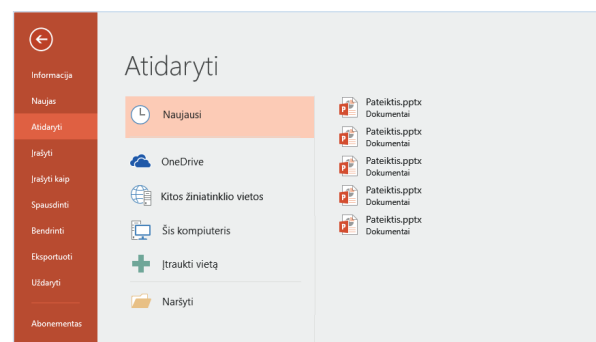 Atidaryti
Informacija
Naujas
Atidaryti
Įrašyti
Įrašyti kaip
Spausdinti
Bendrinti
Eksportuoti
Uždaryti
Abonementas
Naujausi
OneDrive
Kitos žiniatinklio vietos
Šis kompiuteris
Įtraukti vietą
Naršyti
Pateiktis.pptx
Dokumentai
Pateiktis.pptx
Dokumentai
Pateiktis.pptx
Dokumentai
Pateiktis.pptx
Dokumentai
Pateiktis.pptx
Dokumentai